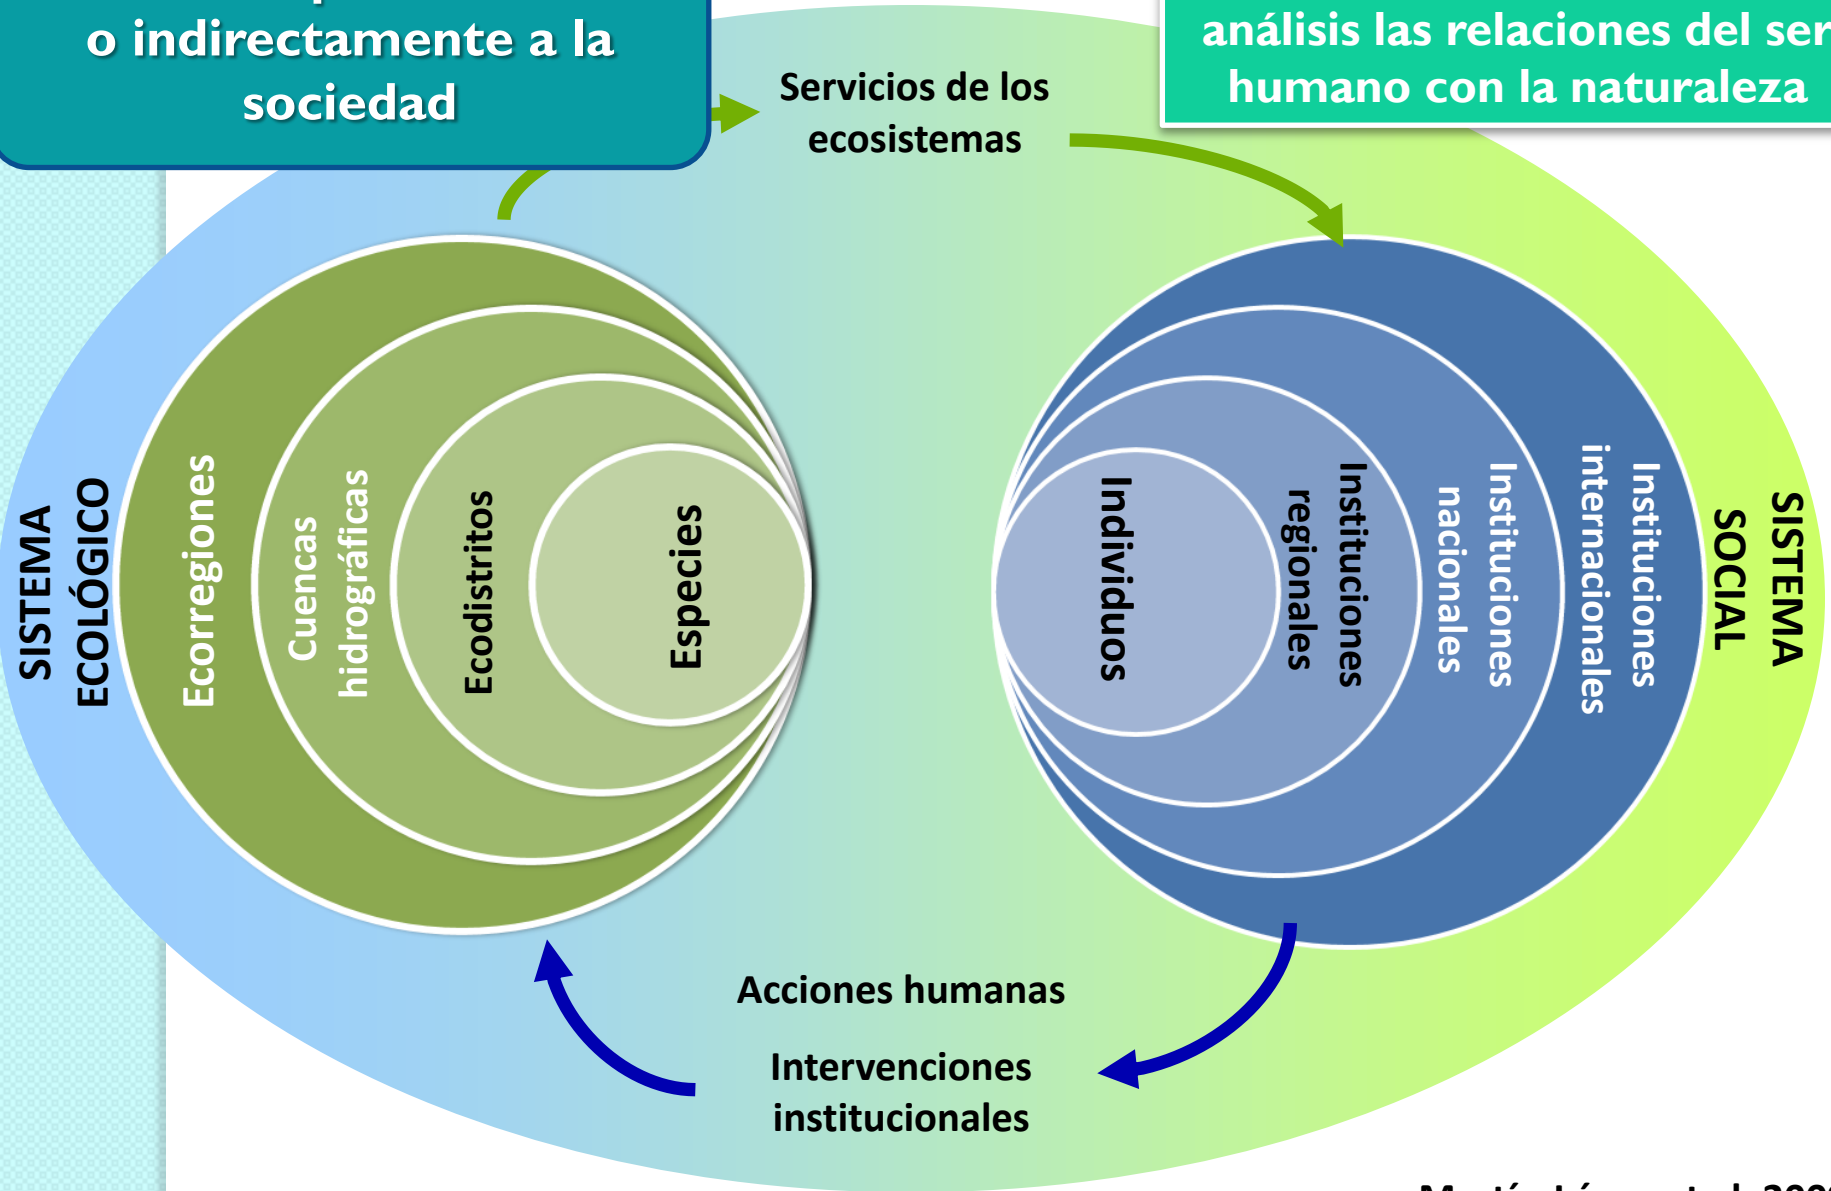 o indirectamente a la
sociedad
análisis las relaciones del ser
humano con la naturaleza
Servicios de los
ecosistemas
SISTEMA
ECOLÓGICO
Ecorregiones
Cuencas
hidrográficas
Ecodistritos
Especies
Individuos
Instituciones
regionales
Instituciones
nacionales
Instituciones
internacionales
SISTEMA
SOCIAL
Acciones humanas
Intervenciones
institucionales